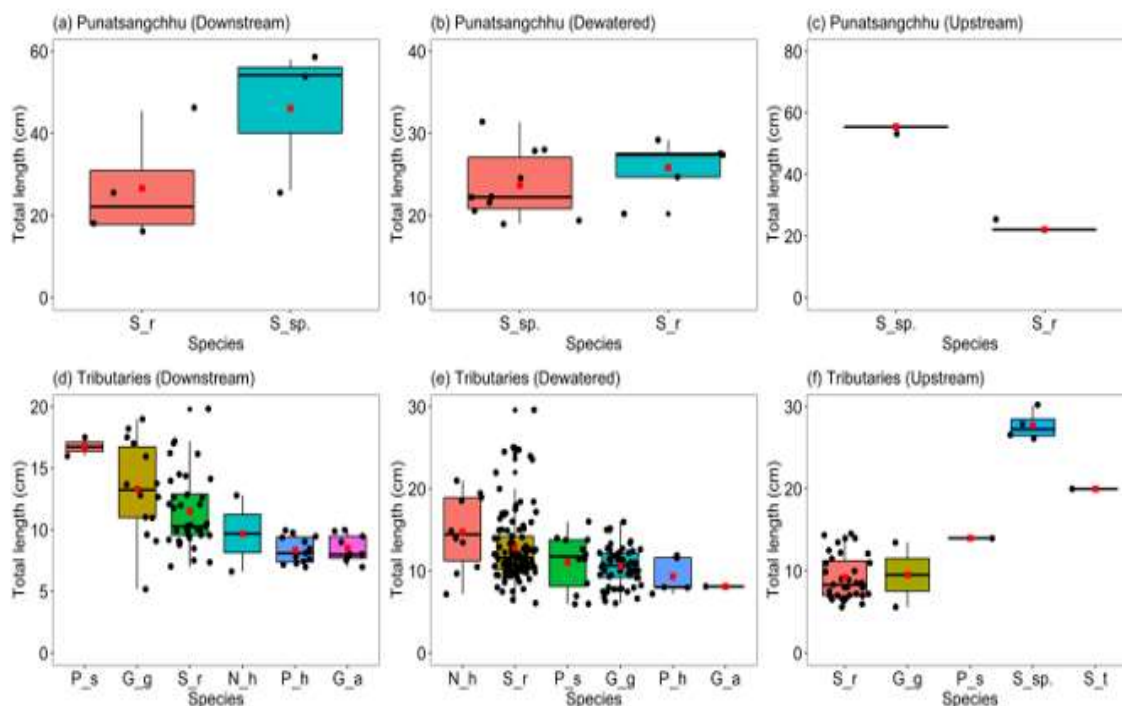 (a) Punatsangchhu (Downstream)
(b) Punatsangchhu (Dewatered)
(c) Punatsangchhu (Upstream)
Total length (cm)
60
40
20
0
S_r
S_sp.
Species
Total length (cm)
40
30
20
10
S_sp.
S_r
Species
Total length (cm)
80
60
40
20
0
S_sp.
S_r
Species
(d) Tributaries (Downstream)
(e) Tributaries (Dewatered)
(f) Tributaries (Upstream)
Total length (cm)
20
15
10
5
0
P_s
G_g
S_r
N_h
P_h
G_a
Species
Total length (cm)
30
20
10
0
N_h
S_r
P_s
G_g
P_h
G_a
Species
Total length (cm)
30
20
10
0
S_r
G_g
P_s
S_sp.
S_t
Species